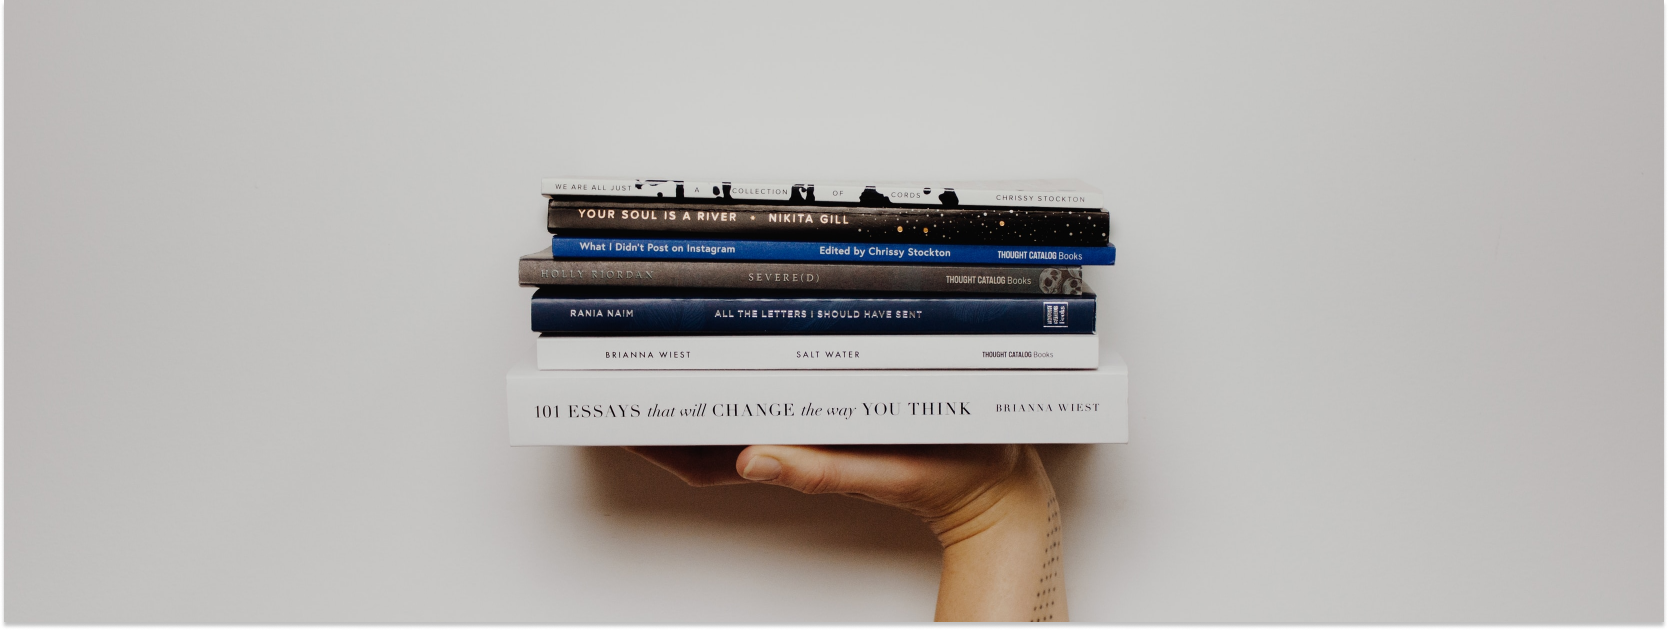 WE ARE ALL JUST A COLLECTION OF CORDS CHRISSY STOCKTON
YOUR SOUL IS A RIVER • NIKITA GILL
What I Didn't Post on Instagram Edited by Chrissy Stockton THOUGHT CATALOG Books
HOLLY RIORDAN SEVERE(D) THOUGHT CATALOG Books
RANIA NAIM ALL THE LETTERS I SHOULD HAVE SENT
BRIANNA WIEST SALT WATER THOUGHT CATALOG Books
101 ESSAYS that will CHANGE the way YOU THINK BRIANNA WIEST